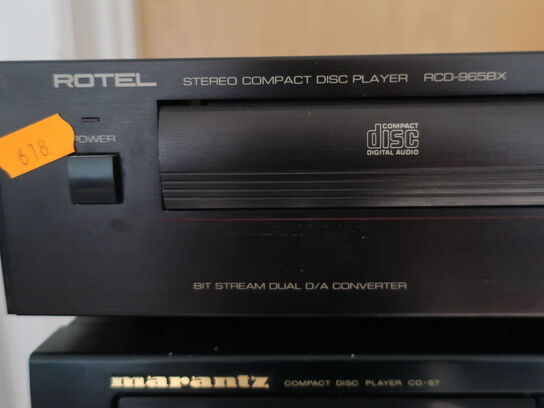 ROTEL STEREO COMPACT DISC PLAYER RCD-965BX
POWER
618
COMPACT
disc
DIGITAL AUDIO
BIT STREAM DUAL D/A CONVERTER
marantz COMPACT DISC PLAYER CD-67